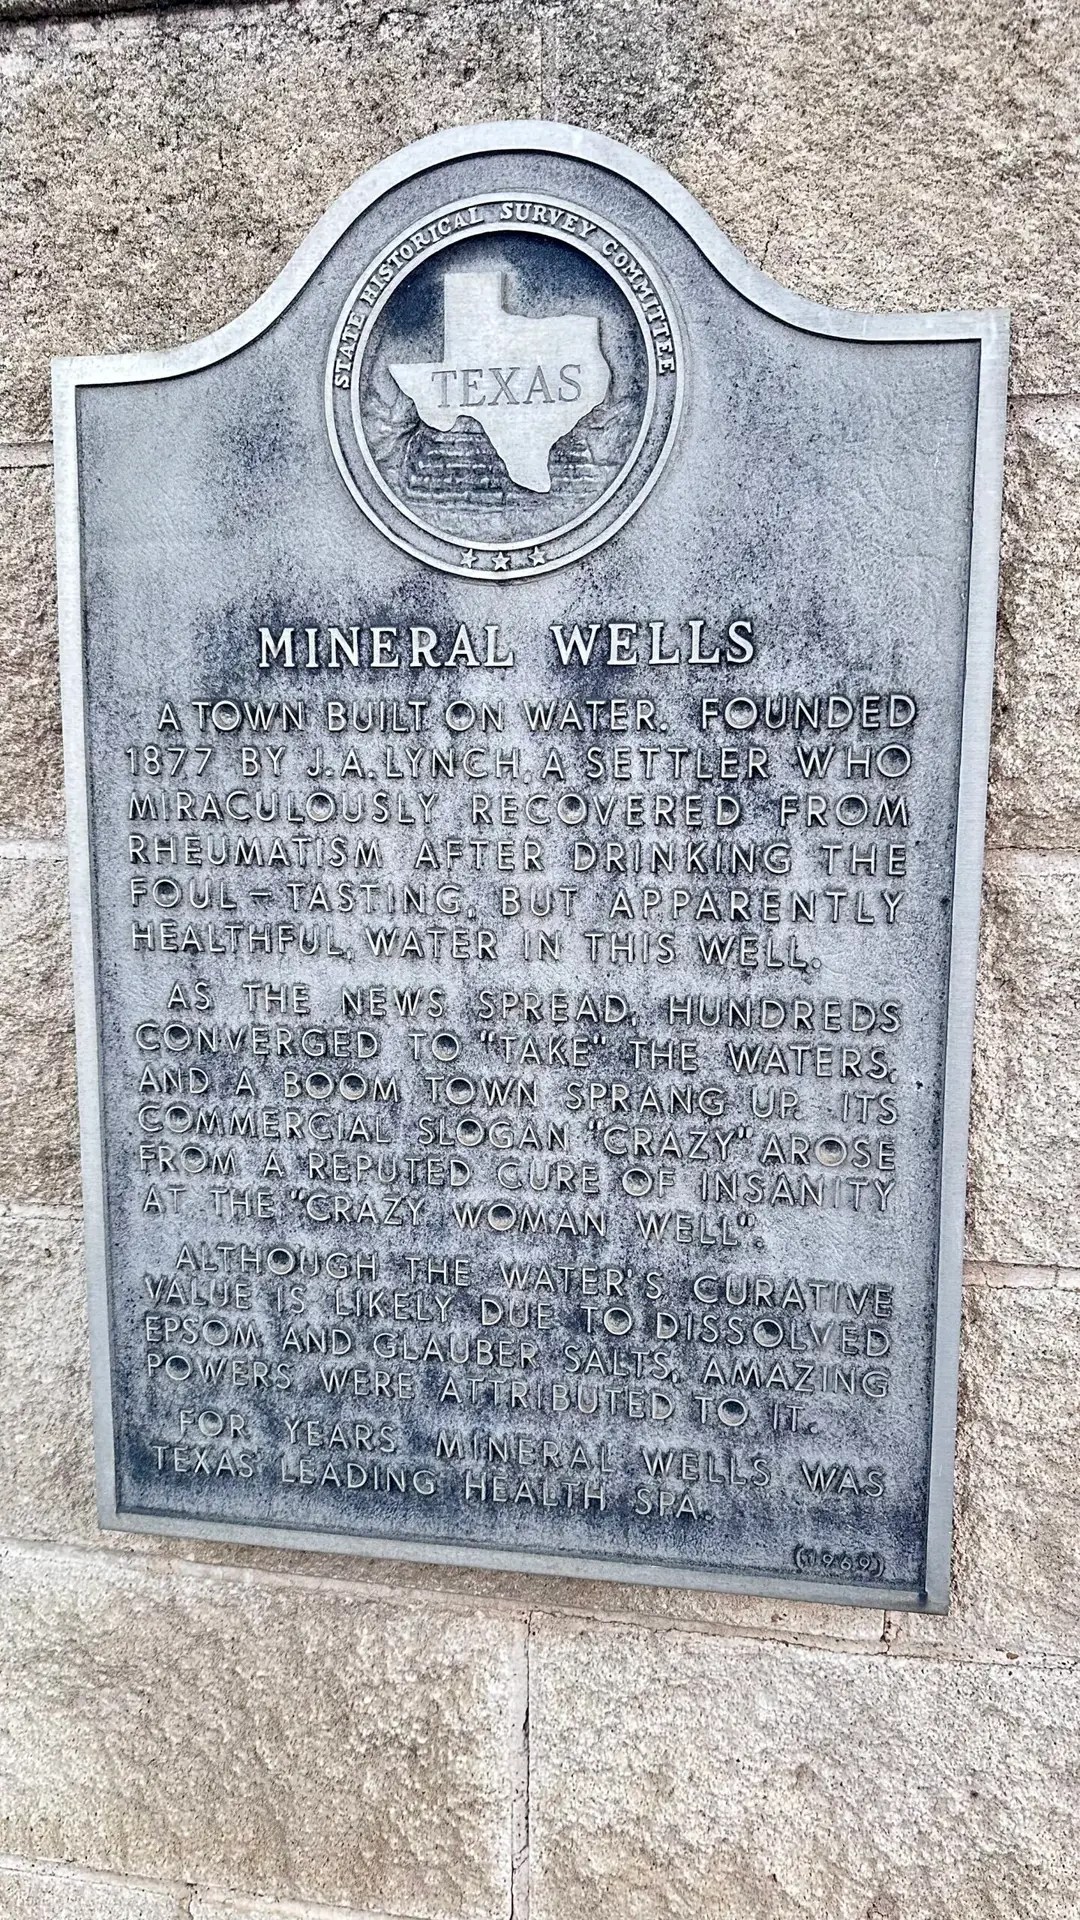 STATE HISTORICAL SURVEY COMMITTEE
TEXAS
MINERAL WELLS
A TOWN BUILT ON WATER. FOUNDED
1877 BY J.A. LYNCH, A SETTLER WHO
MIRACULOUSLY RECOVERED FROM
RHEUMATISM AFTER DRINKING THE
FOUL-TASTING, BUT APPARENTLY
HEALTHFUL, WATER IN THIS WELL.
AS THE NEWS SPREAD, HUNDREDS
CONVERGED TO "TAKE" THE WATERS,
AND A BOOM TOWN SPRANG UP. ITS
COMMERCIAL SLOGAN "CRAZY" AROSE
FROM A REPUTED CURE OF INSANITY
AT THE "CRAZY WOMAN WELL".
ALTHOUGH THE WATER'S CURATIVE
VALUE IS LIKELY DUE TO DISSOLVED
EPSOM AND GLAUBER SALTS, AMAZING
POWERS WERE ATTRIBUTED TO IT.
FOR YEARS MINERAL WELLS WAS
TEXAS LEADING HEALTH SPA.
(1969)